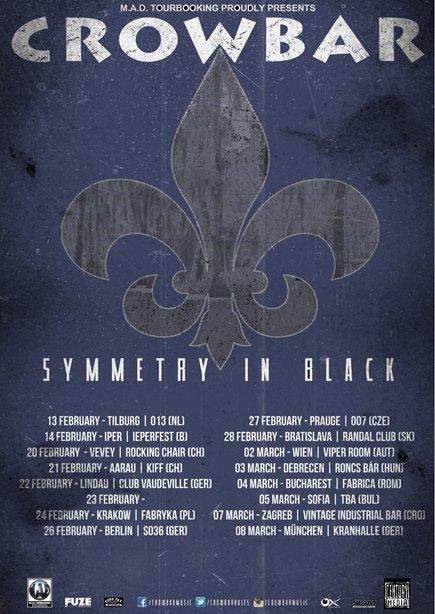 M.A.D. TOURBOOKING PROUDLY PRESENTS
CROWBAR
SYMMETRY IN BLACK
13 FEBRUARY - TILBURG | 013 (NL)
14 FEBRUARY - IPER | IEPERFEST (B)
20 FEBRUARY - VEVEY | ROCKING CHAIR (CH)
21 FEBRUARY - AARAU | KIFF (CH)
22 FEBRUARY - LINDAU | CLUB VAUDEVILLE (GER)
23 FEBRUARY -
24 FEBRUARY - KRAKOW | FABRYKA (PL)
26 FEBRUARY - BERLIN | SO36 (GER)
27 FEBRUARY - PRAUGE | 007 (CZE)
28 FEBRUARY - BRATISLAVA | RANDAL CLUB (SK)
02 MARCH - WIEN | VIPER ROOM (AUT)
03 MARCH - DEBRECEN | RONCS BÁR (HUN)
04 MARCH - BUCHAREST | FABRICA (ROM)
05 MARCH - SOFIA | TBA (BUL)
07 MARCH - ZAGREB | VINTAGE INDUSTRIAL BAR (CRO)
08 MARCH - MÜNCHEN | KRANHALLE (GER)
FUZE
/CROWBARMUSIC
/CROWBARRULES
/CROWBARMUSIC
CENTURY
MEDIA